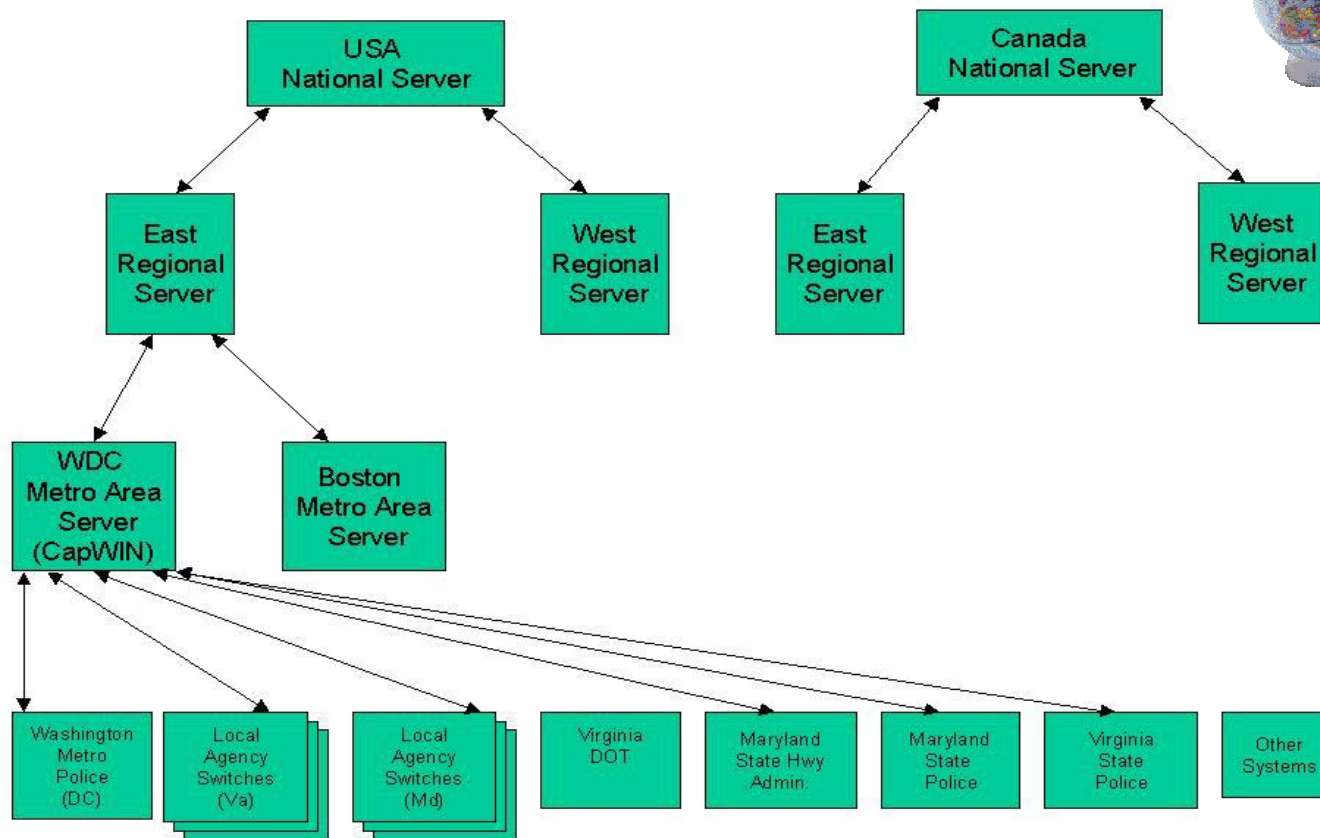 USA
National Server
Canada
National Server
East
Regional
Server
West
Regional
Server
East
Regional
Server
West
Regional
Server
WDC
Metro Area
Server
(CapWIN)
Boston
Metro Area
Server
Washington
Metro
Police
(DC)
Local
Agency
Switches
(Va)
Local
Agency
Switches
(Md)
Virginia
DOT
Maryland
State Hwy
Admin.
Maryland
State
Police
Virginia
State
Police
Other
Systems